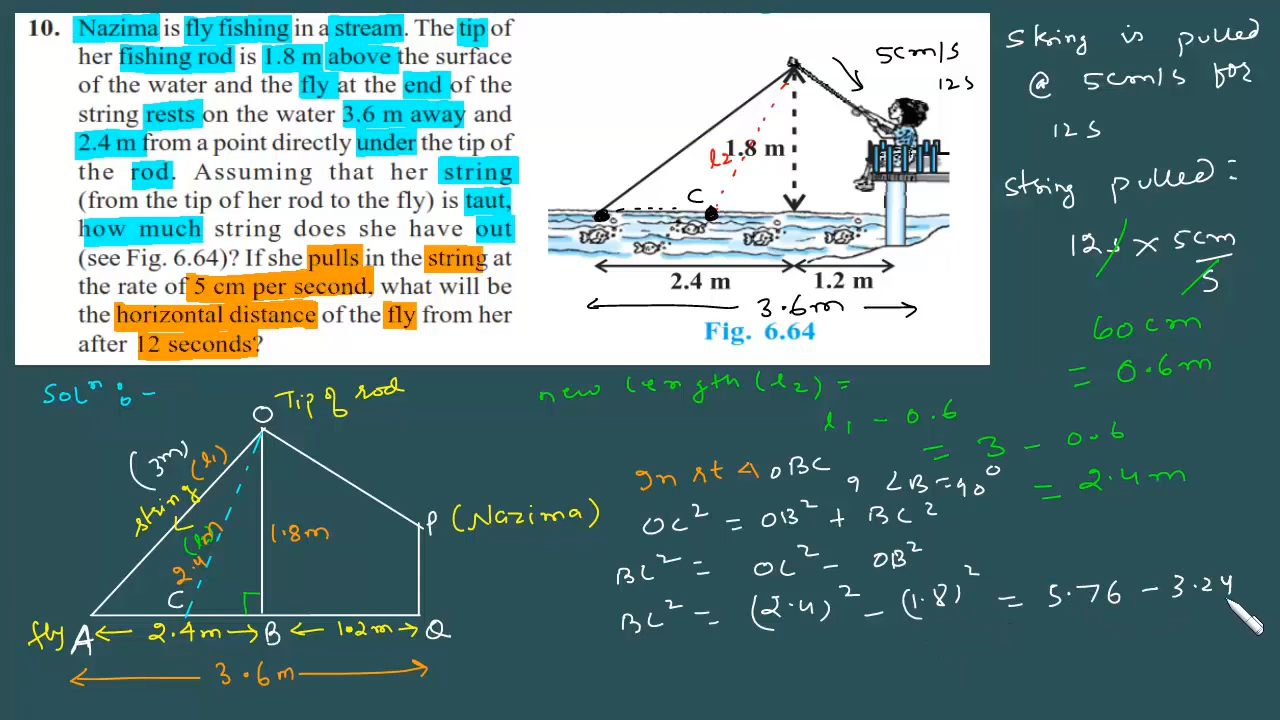 10. Nazima is fly fishing in a stream. The tip of
her fishing rod is 1.8 m above the surface
of the water and the fly at the end of the
string rests on the water 3.6 m away and
2.4 m from a point directly under the tip of
the rod. Assuming that her string
(from the tip of her rod to the fly) is taut,
how much string does she have out
(see Fig. 6.64)? If she pulls in the string at
the rate of 5 cm per second, what will be
the horizontal distance of the fly from her
after 12 seconds?
5cm/s
12s
l2
1.8 m
C
2.4 m
1.2 m
3.6m
Fig. 6.64
String is pulled
@ 5cm/s for
12 s
string pulled =
12s × 5cm
s
60cm
= 0.6m
Solⁿ :-
O Tip of rod
(3m) (l1)
string
2.4
1.8m
P (Nazima)
C
fly A 2.4m B 1.2m Q
3.6m
new length (l2) =
l1 - 0.6
= 3 - 0.6
= 2.4m
In rt △ OBC, ∠B=90°
OC² = OB² + BC²
BC² = OC² - OB²
BC² = (2.4)² - (1.8)² = 5.76 - 3.24